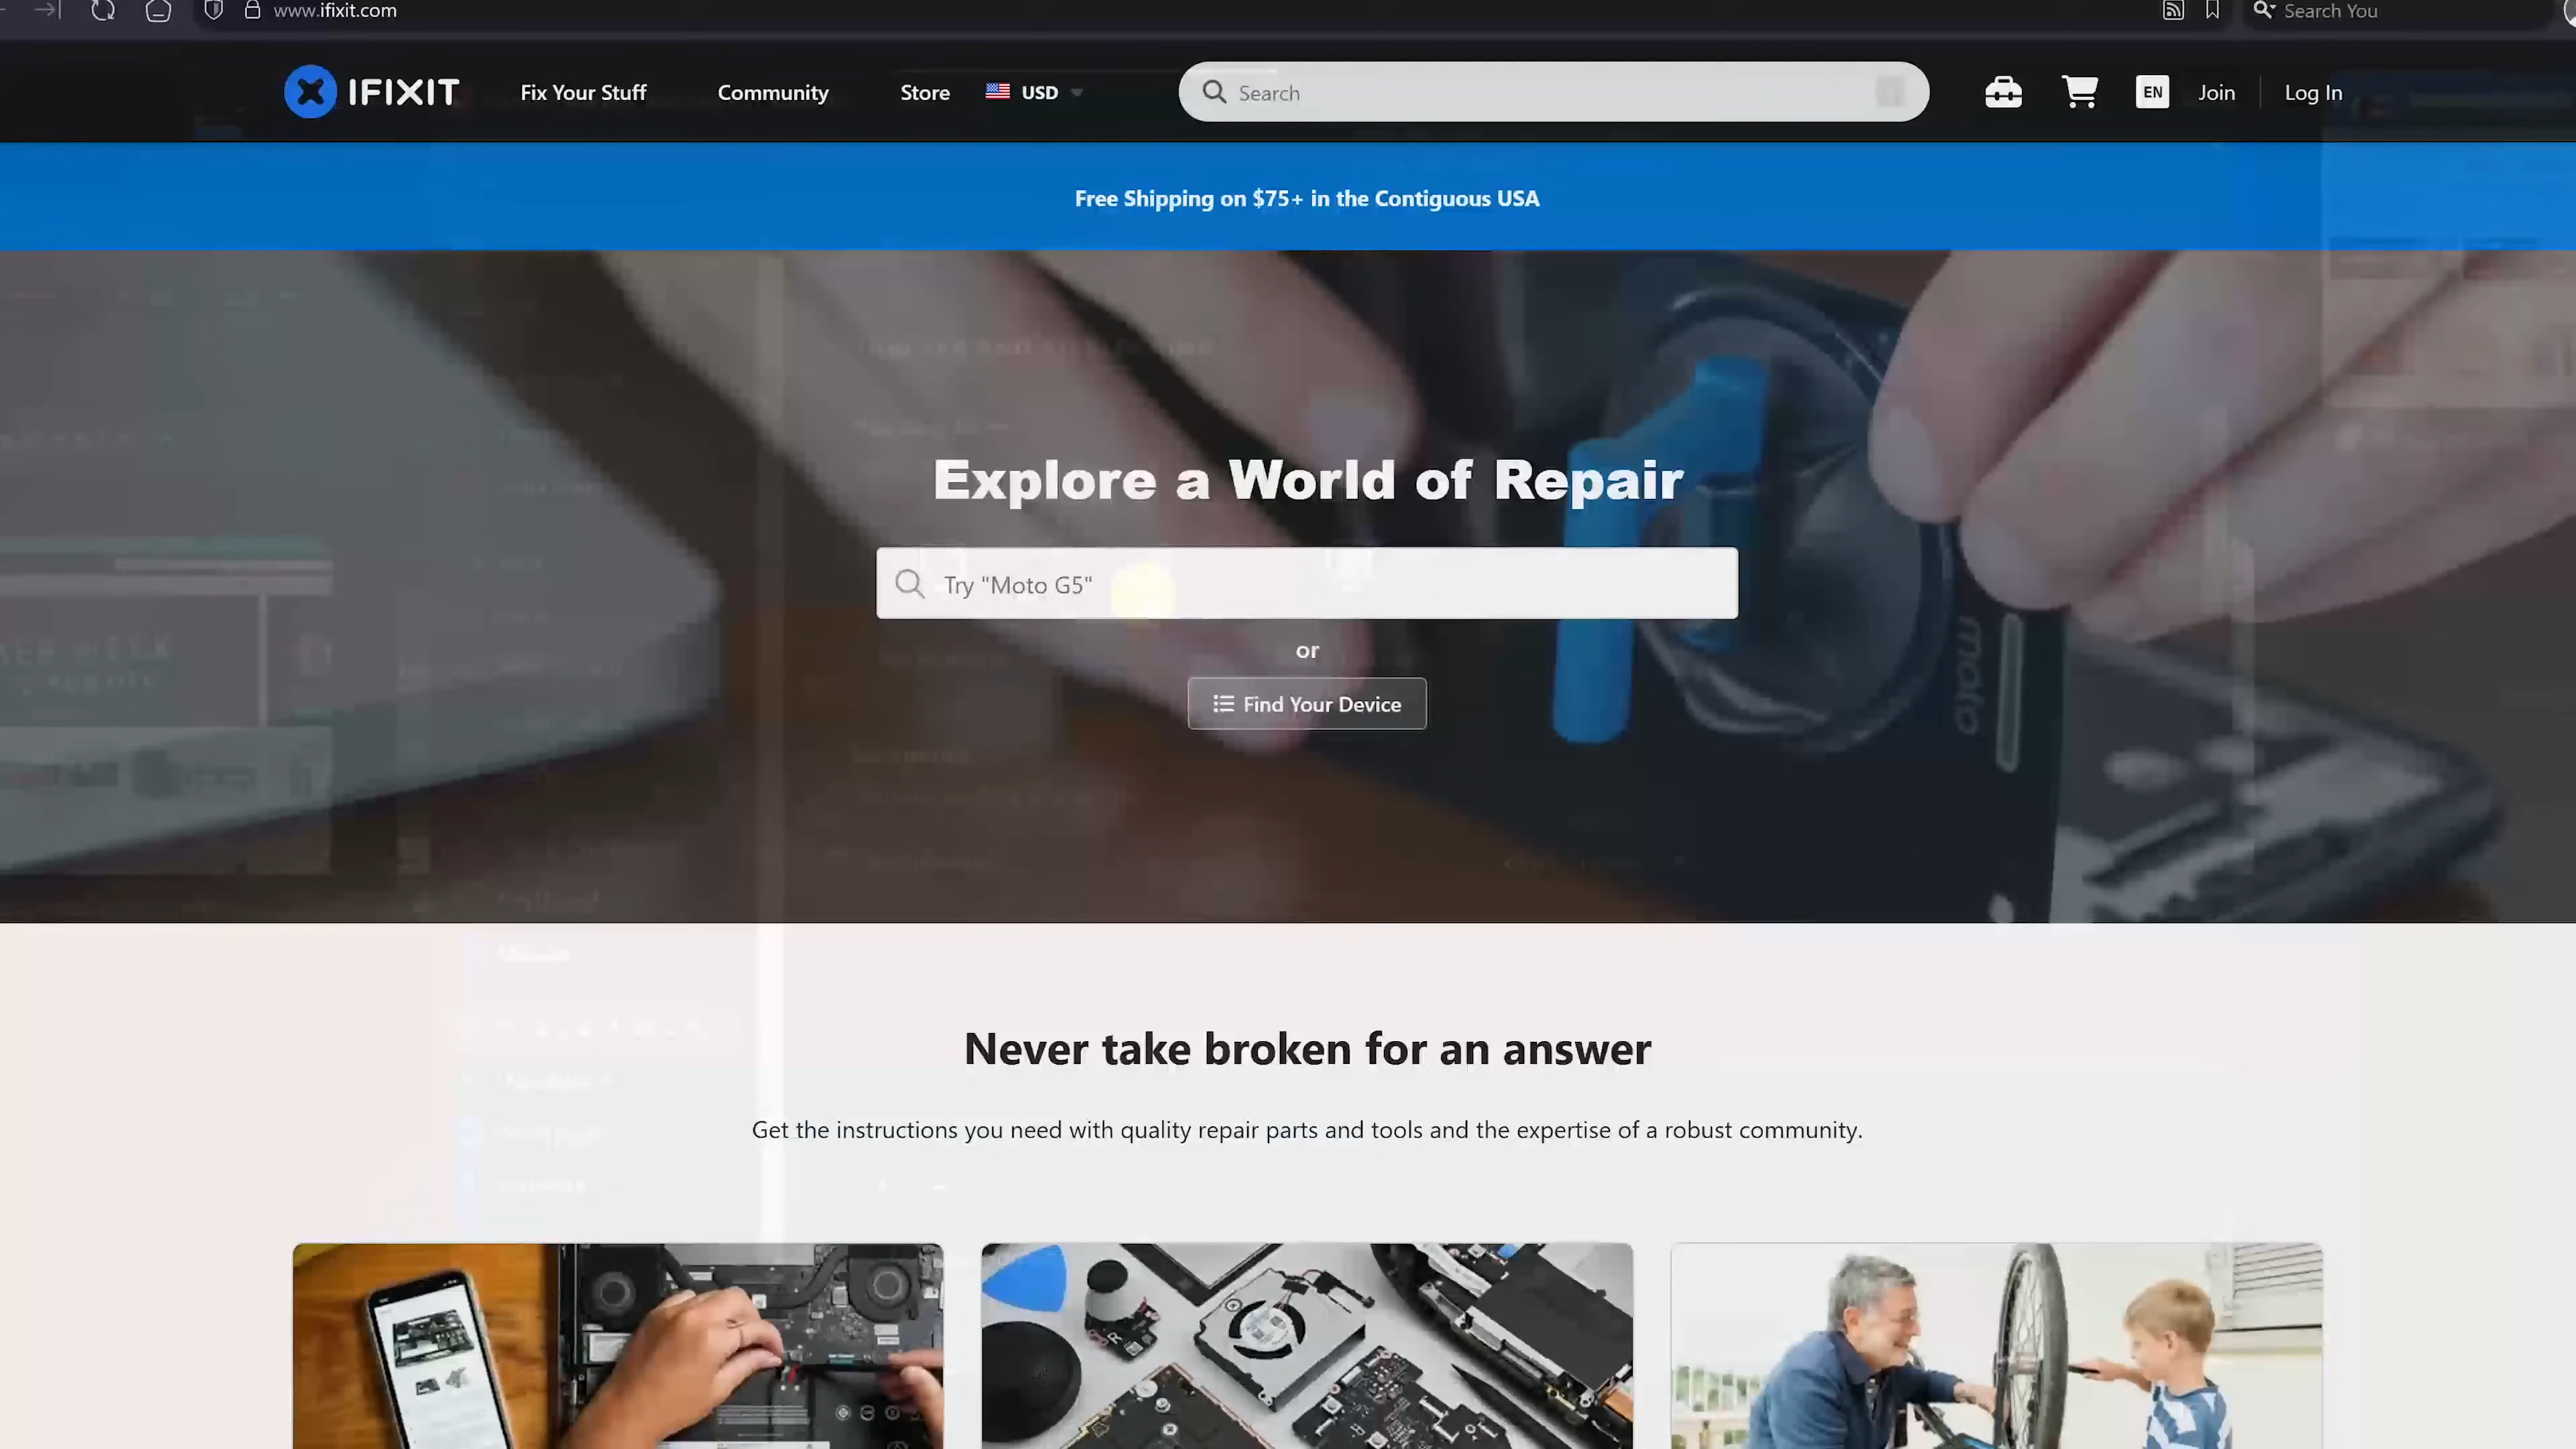 www.ifixit.com
Search You
IFIXIT
Fix Your Stuff
Community
Store
USD
Search
EN
Join
Log In
Free Shipping on $75+ in the Contiguous USA
Explore a World of Repair
Try "Moto G5"
or
Find Your Device
moto
Never take broken for an answer
Get the instructions you need with quality repair parts and tools and the expertise of a robust community.